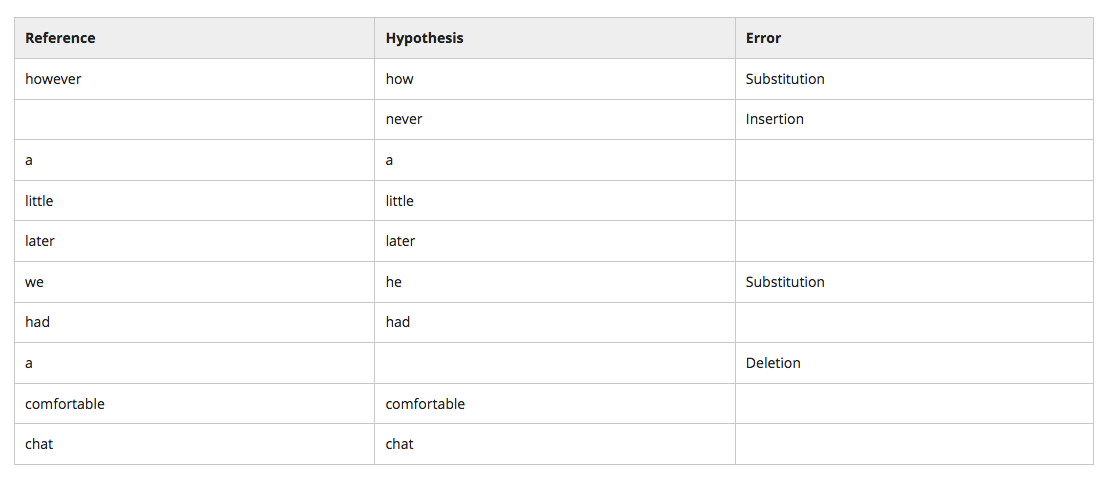 Reference Hypothesis Error
however how Substitution
never Insertion
a a
little little
later later
we he Substitution
had had
a Deletion
comfortable comfortable
chat chat